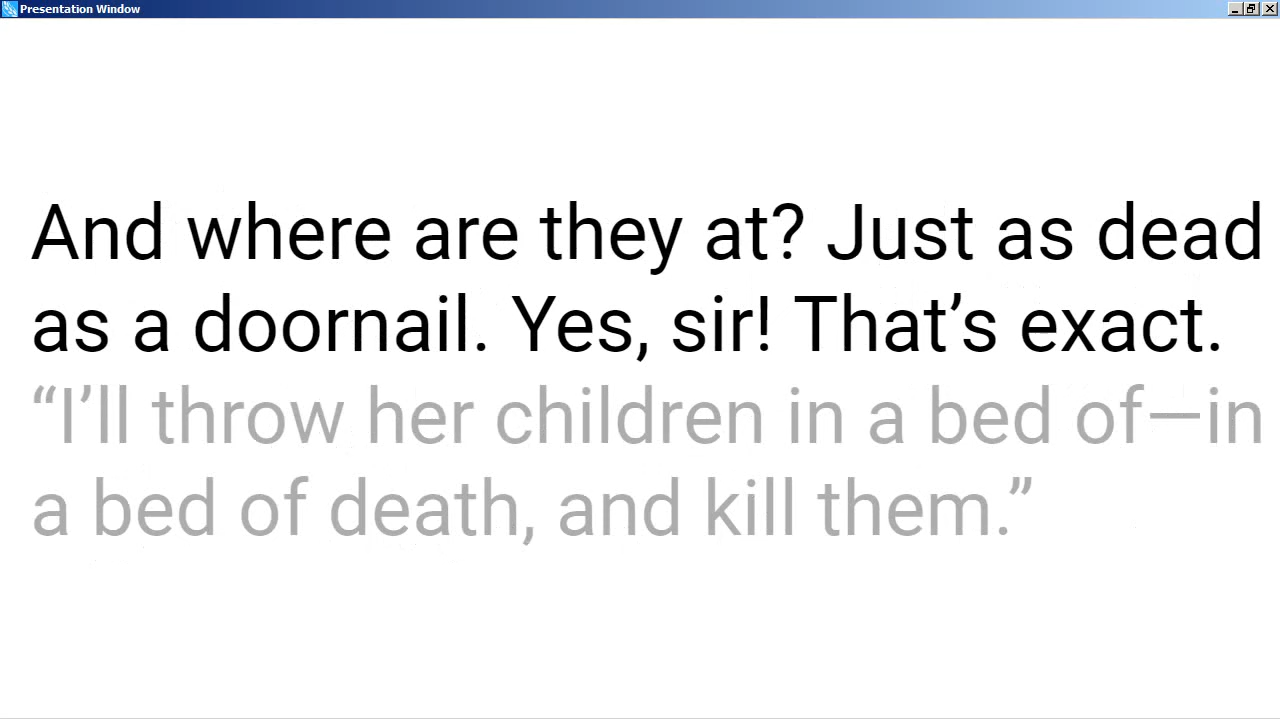 Presentation Window
And where are they at? Just as dead
as a doornail. Yes, sir! That’s exact.
“I’ll throw her children in a bed of—in
a bed of death, and kill them.”